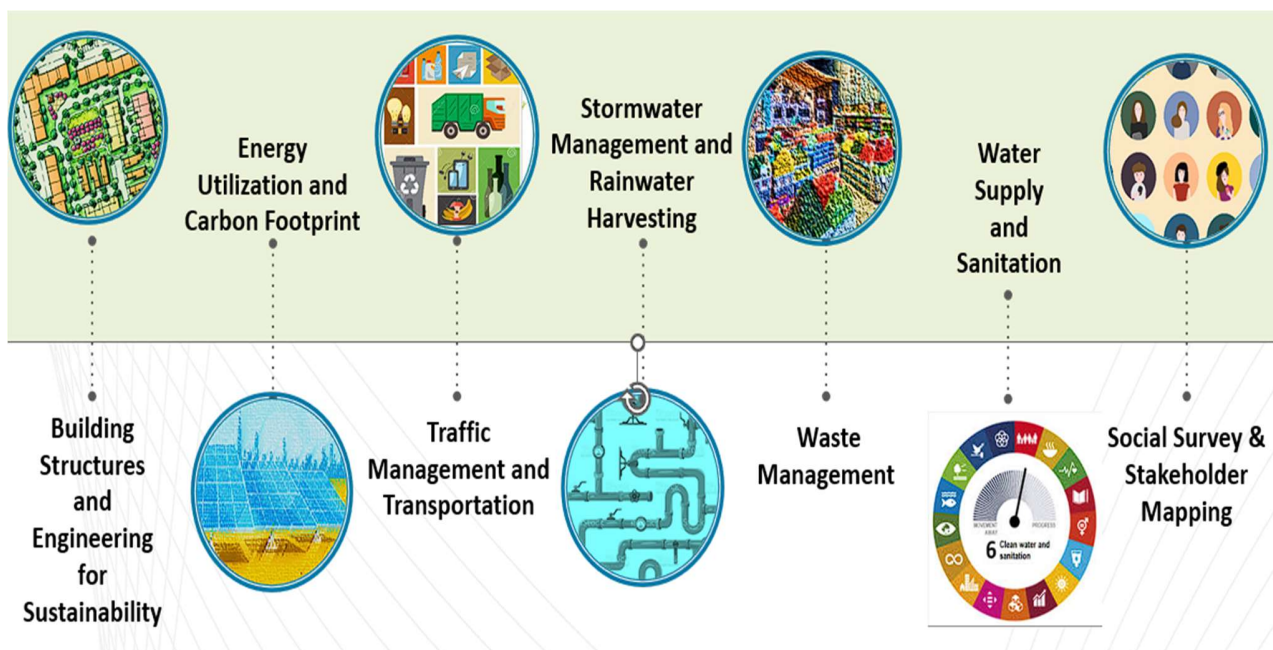 Building
Structures
and
Engineering
for
Sustainability
Energy
Utilization and
Carbon Footprint
Traffic
Management and
Transportation
Stormwater
Management and
Rainwater
Harvesting
Waste
Management
Water
Supply
and
Sanitation
MOVEMENT
AWAY
PROGRESS
6 Clean water and
sanitation
Social Survey &
Stakeholder
Mapping